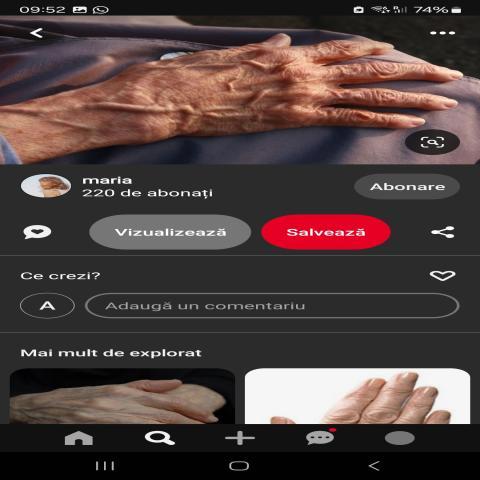 09:52
74%
maria
220 de abonați
Abonare
Vizualizează
Salvează
Ce crezi?
A
Adaugă un comentariu
Mai mult de explorat